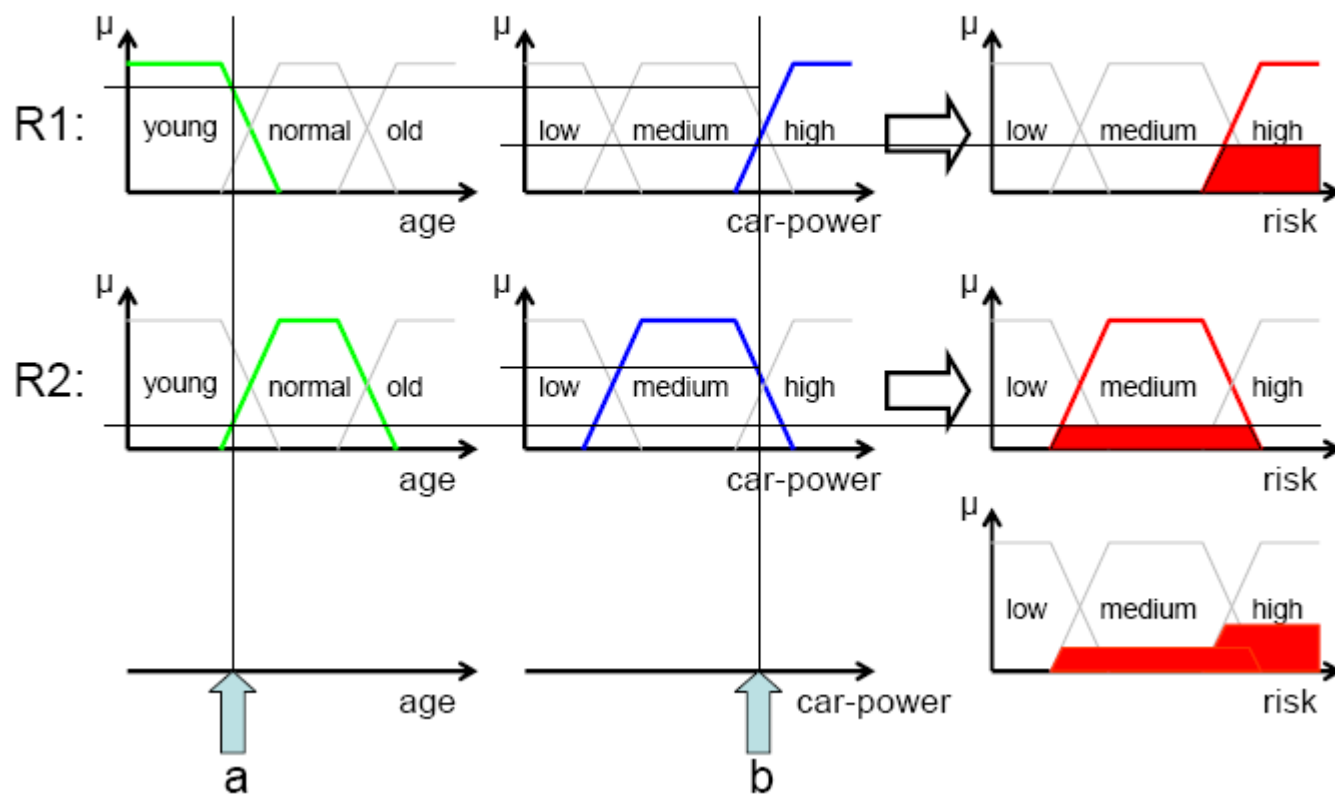 µ µ µ
R1: young normal old low medium high low medium high
age car-power risk
µ µ µ
R2: young normal old low medium high low medium high
age car-power risk
µ
low medium high
age car-power risk
a b